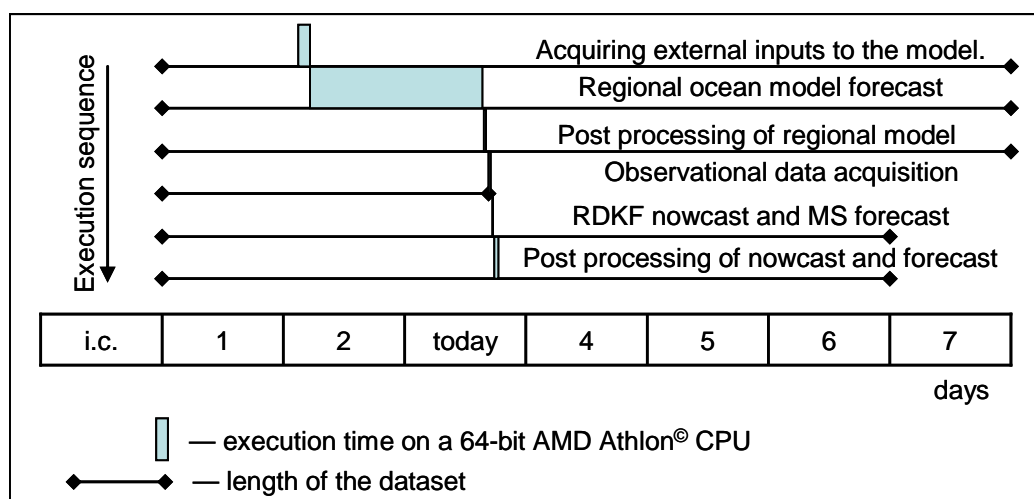 Execution sequence
Acquiring external inputs to the model.
Regional ocean model forecast
Post processing of regional model
Observational data acquisition
RDKF nowcast and MS forecast
Post processing of nowcast and forecast
i.c. 1 2 today 4 5 6 7
days
— execution time on a 64-bit AMD Athlon© CPU
— length of the dataset